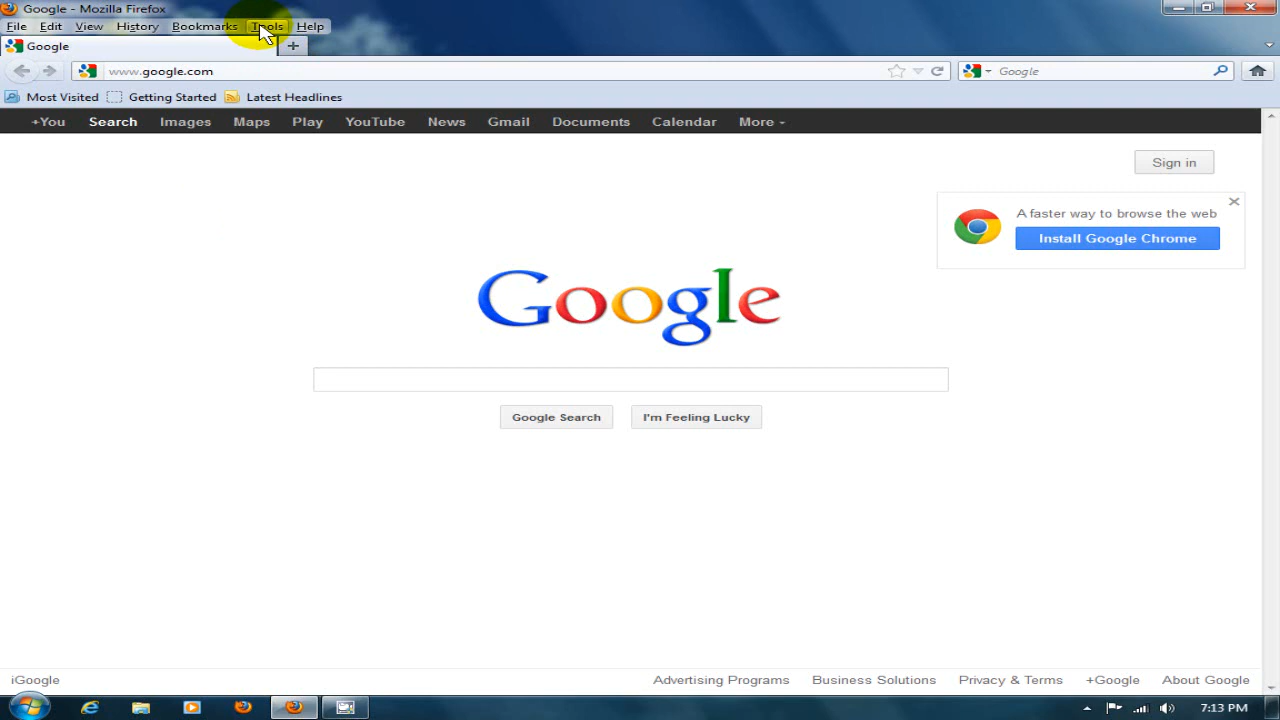 Google - Mozilla Firefox
File Edit View History Bookmarks Tools Help
Google
www.google.com Google
Most Visited Getting Started Latest Headlines
+You Search Images Maps Play YouTube News Gmail Documents Calendar More
Sign in
A faster way to browse the web
Install Google Chrome
Google
Google Search I'm Feeling Lucky
iGoogle Advertising Programs Business Solutions Privacy & Terms +Google About Google
7:13 PM